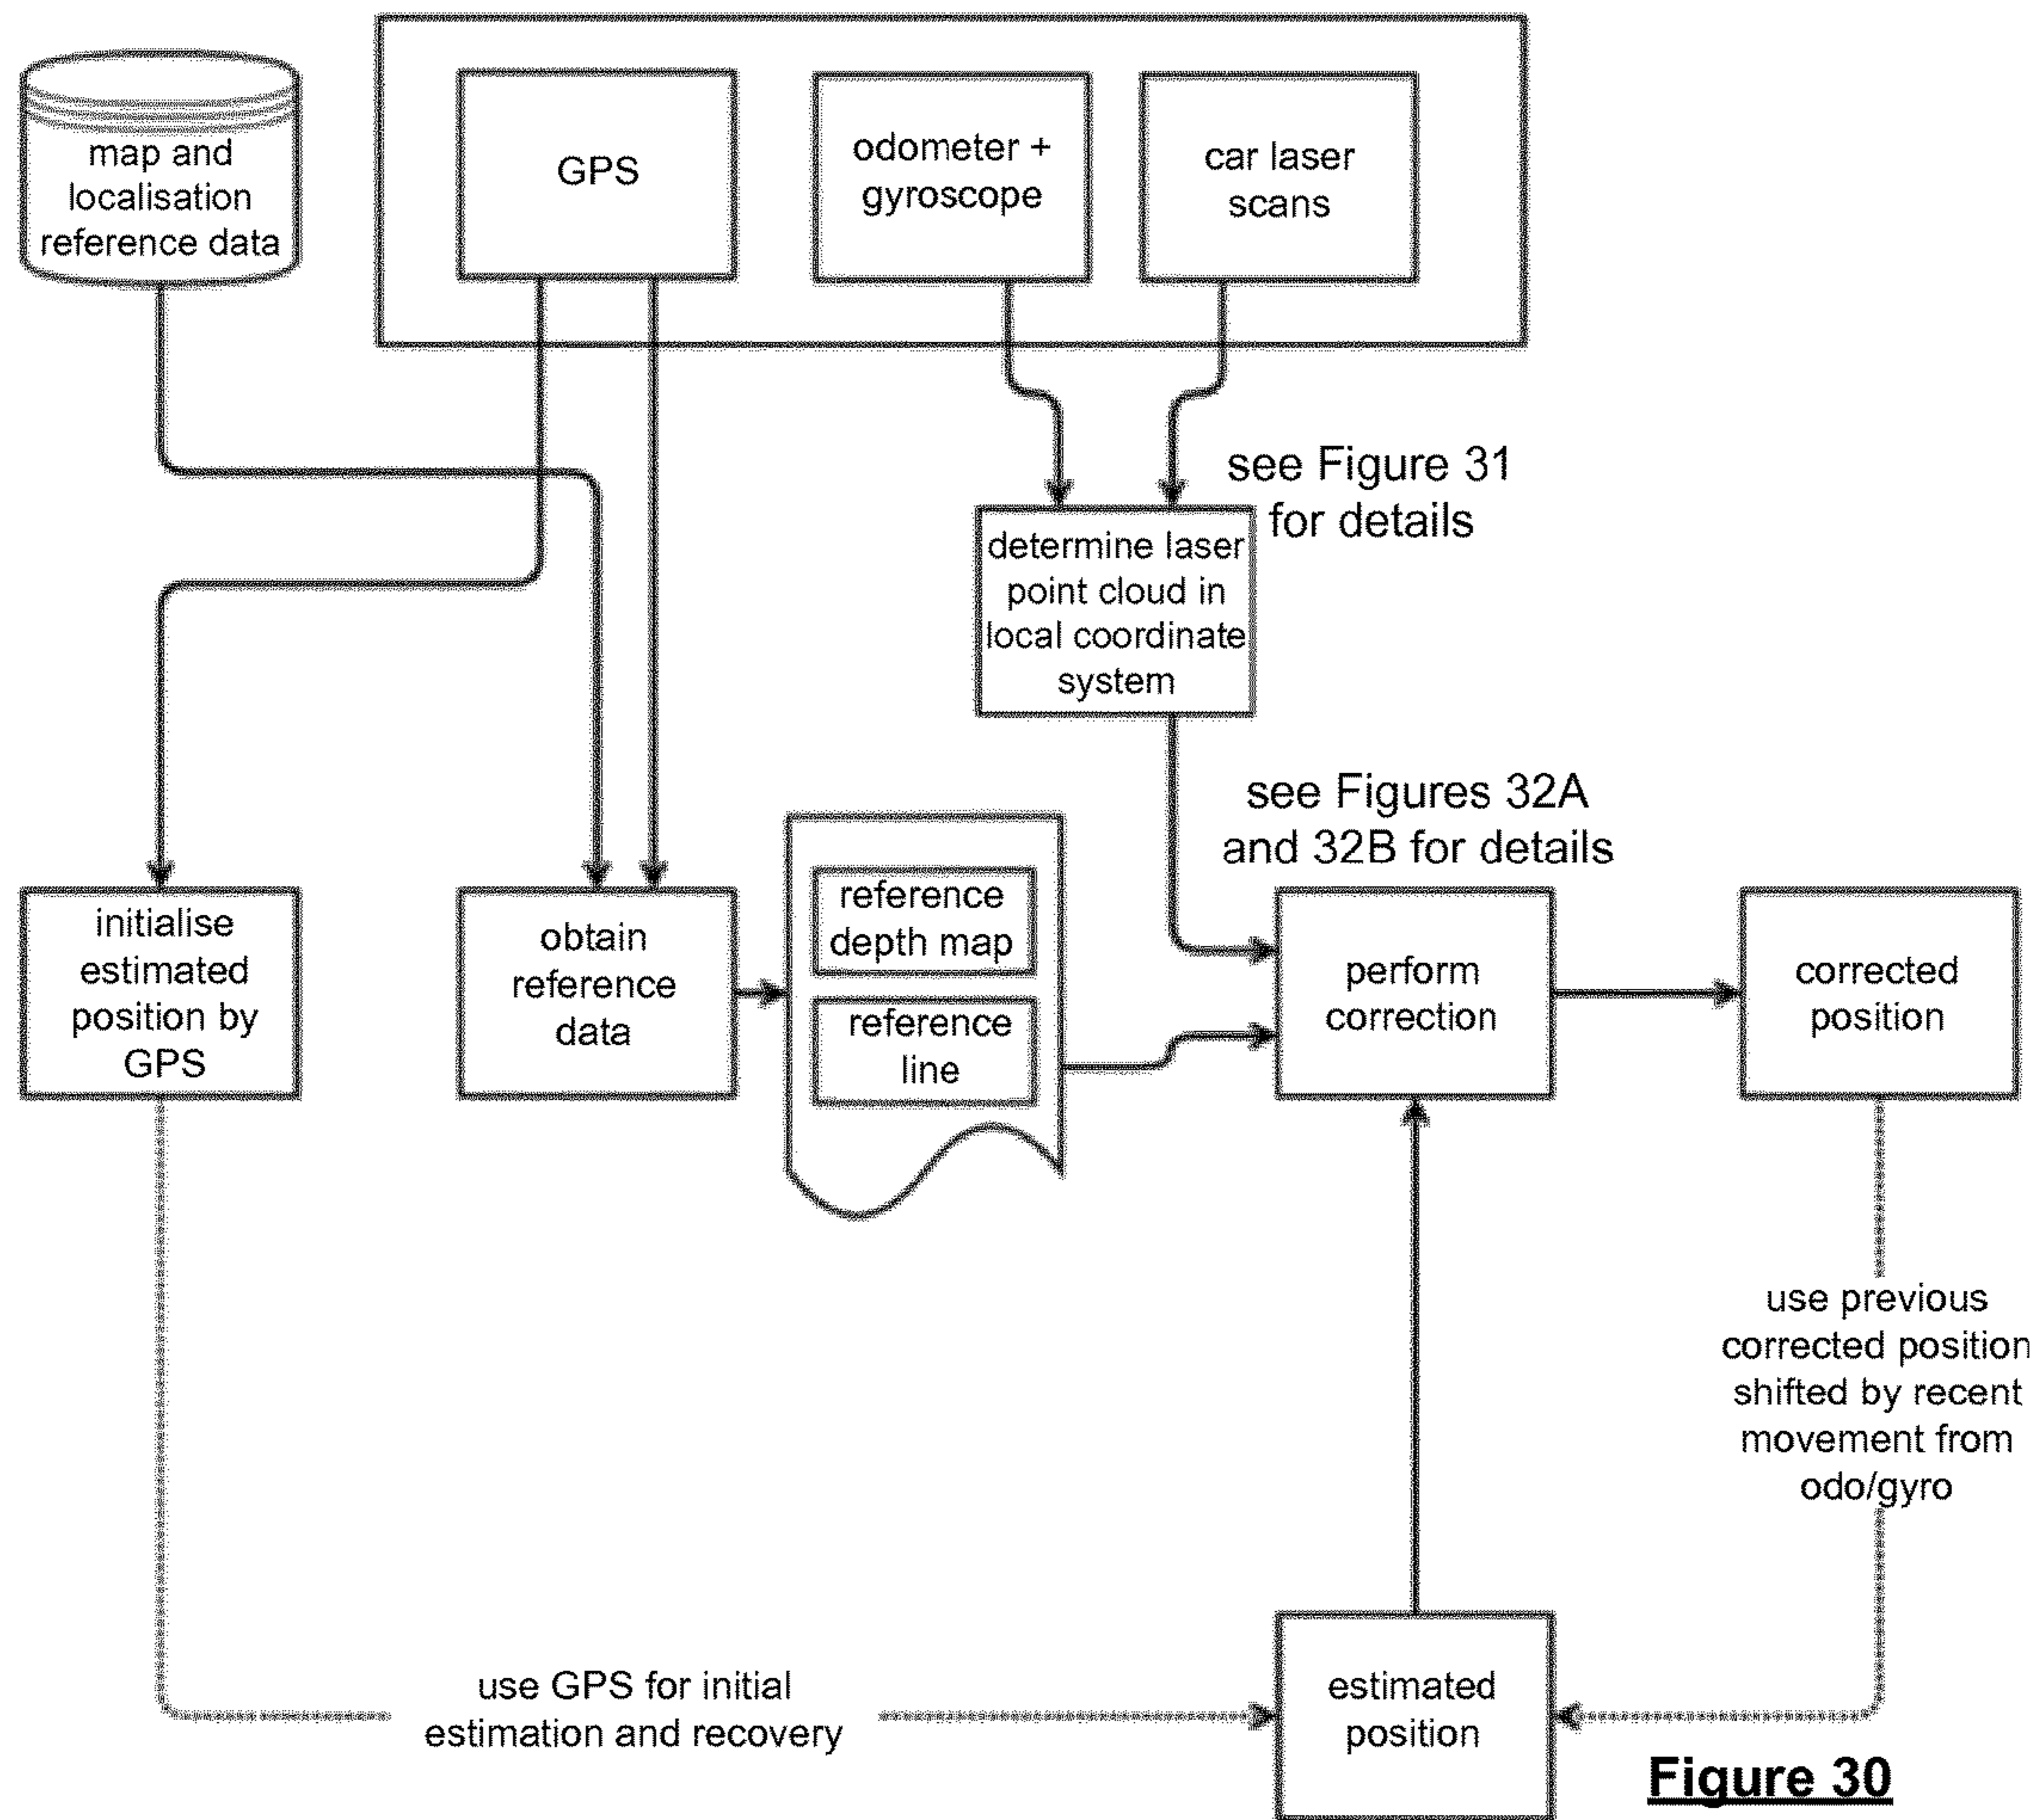 map and
localisation
reference data
GPS
odometer +
gyroscope
car laser
scans
see Figure 31
for details
determine laser
point cloud in
local coordinate
system
see Figures 32A
and 32B for details
initialise
estimated
position by
GPS
obtain
reference
data
reference
depth map
reference
line
perform
correction
corrected
position
use previous
corrected position
shifted by recent
movement from
odo/gyro
use GPS for initial
estimation and recovery
estimated
position
Figure 30